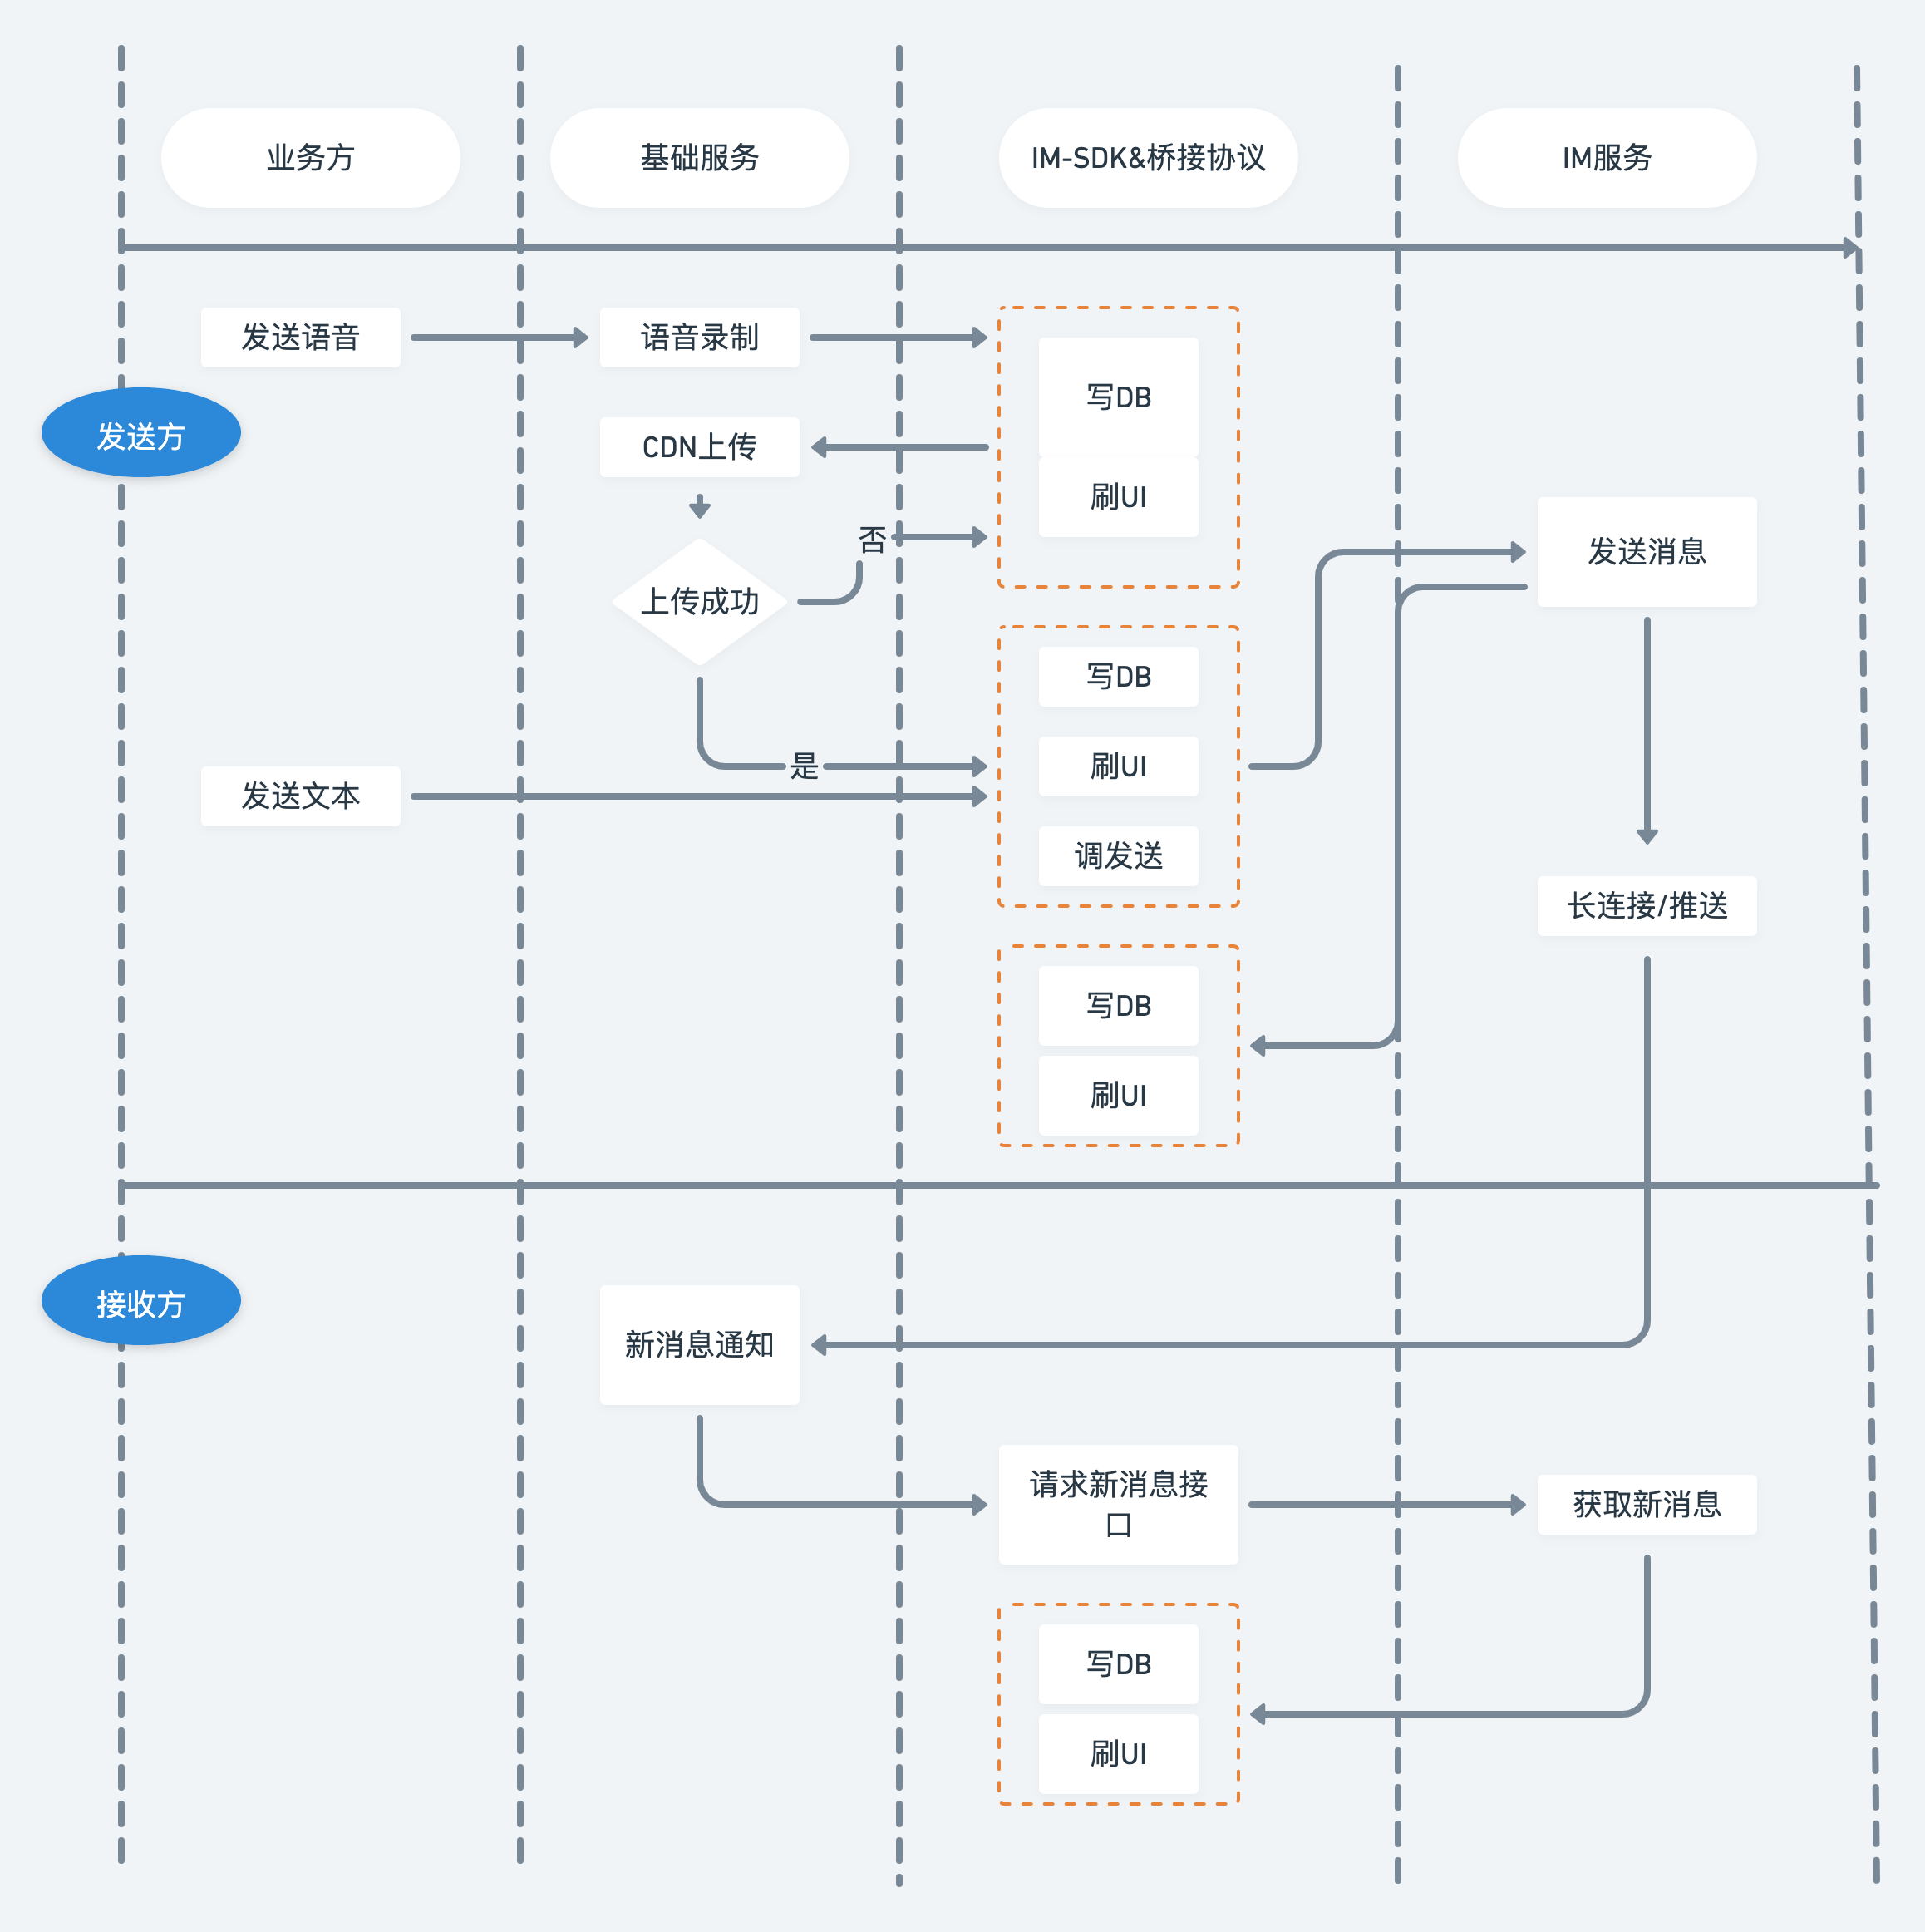 业务方
基础服务
IM-SDK&桥接协议
IM服务
发送语音
语音录制
写DB
发送方
CDN上传
刷UI
否
发送消息
上传成功
写DB
是
刷UI
发送文本
调发送
长连接/推送
写DB
刷UI
接收方
新消息通知
请求新消息接
口
获取新消息
写DB
刷UI